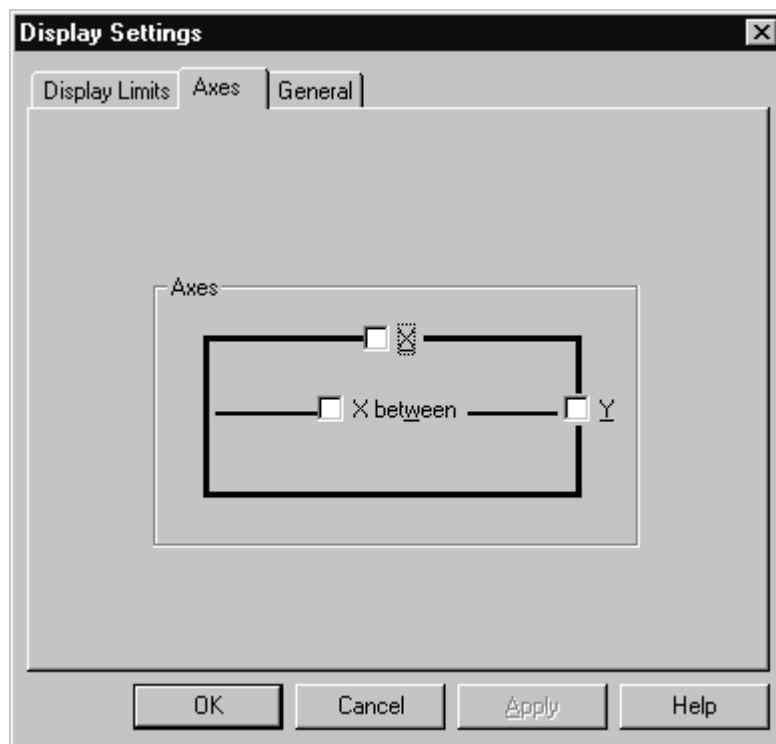 Display Settings
Display Limits Axes General
Axes
X
X between Y
OK Cancel Apply Help